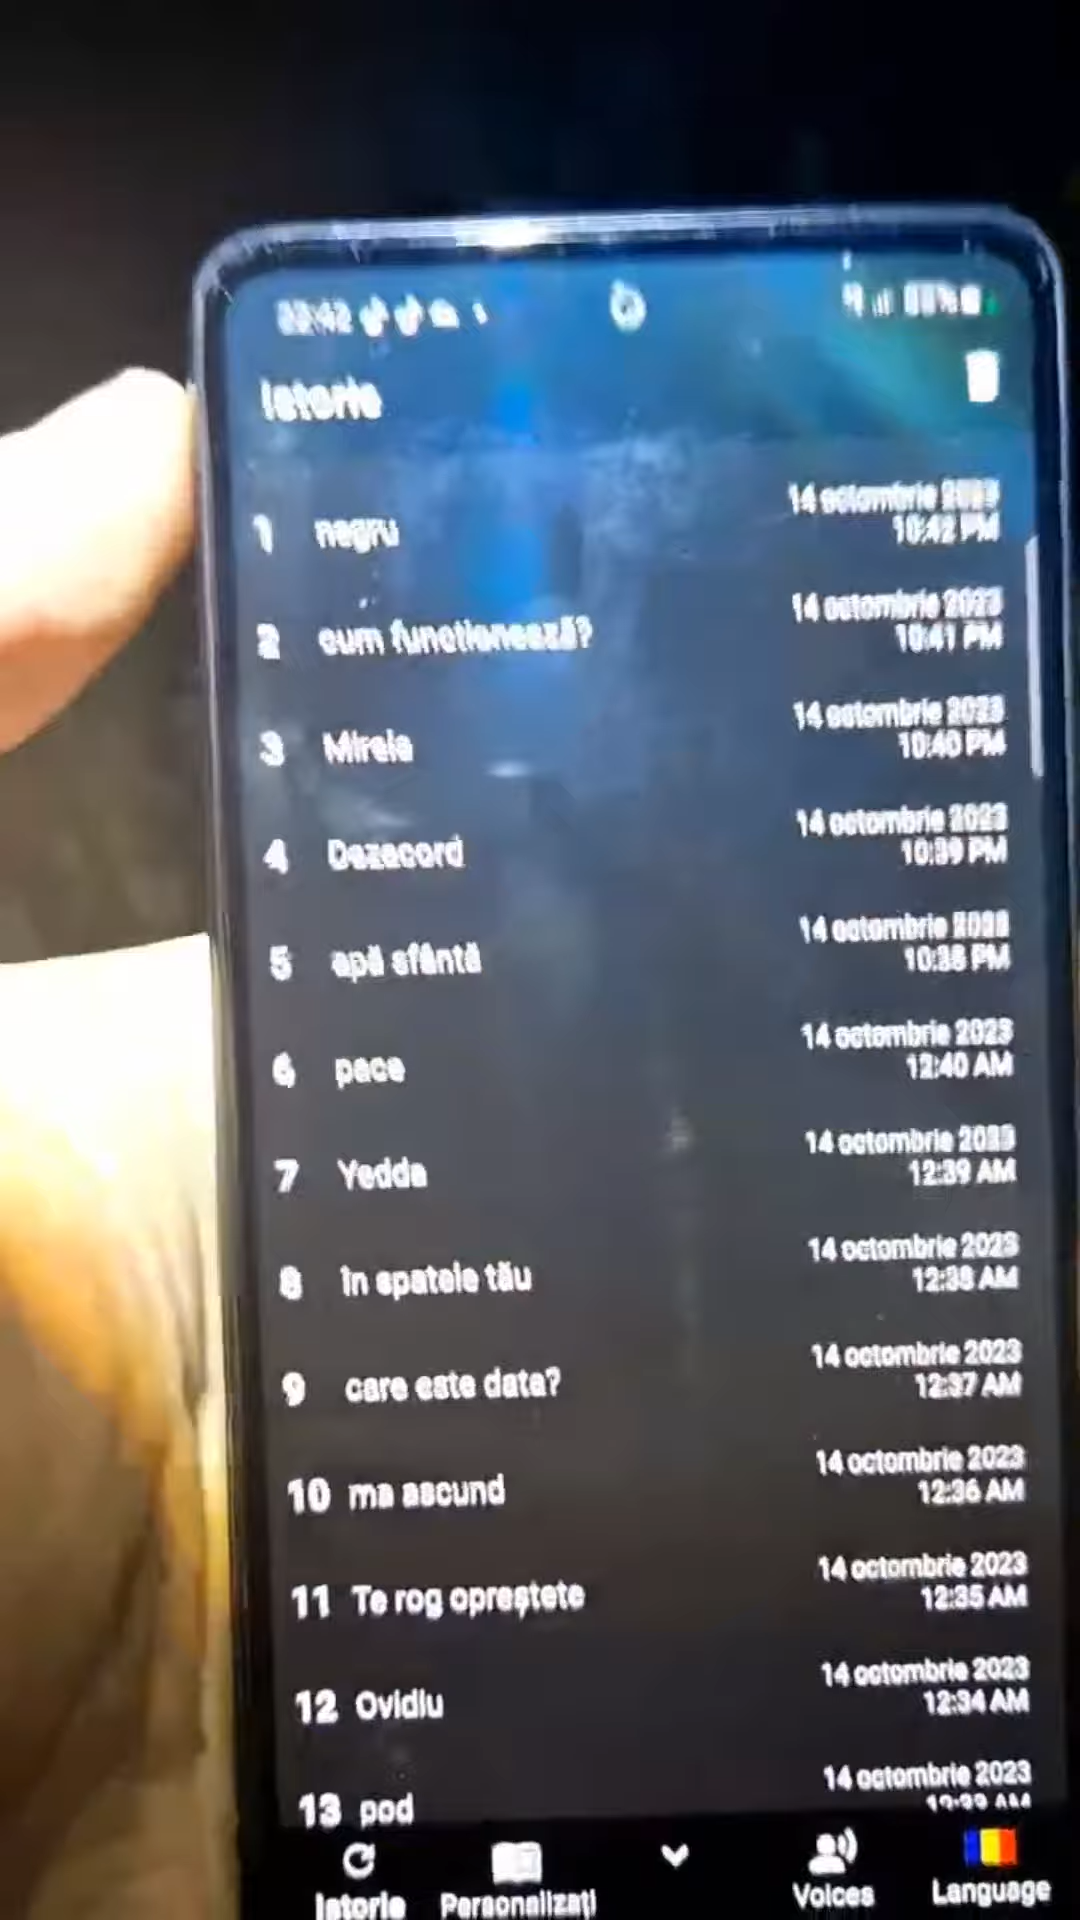 22:42
Istorie
1 negru 14 octombrie 2023
10:42 PM
2 cum functionează? 14 octombrie 2023
10:41 PM
3 Mirela 14 octombrie 2023
10:40 PM
4 Dezacord 14 octombrie 2023
10:39 PM
5 apă sfântă 14 octombrie 2023
10:38 PM
6 pace 14 octombrie 2023
12:40 AM
7 Yedda 14 octombrie 2023
12:39 AM
8 în spatele tău 14 octombrie 2023
12:38 AM
9 care este data? 14 octombrie 2023
12:37 AM
10 ma ascund 14 octombrie 2023
12:36 AM
11 Te rog opreștete 14 octombrie 2023
12:35 AM
12 Ovidiu 14 octombrie 2023
12:34 AM
13 pod 14 octombrie 2023
Istorie Personalizați Voices Language